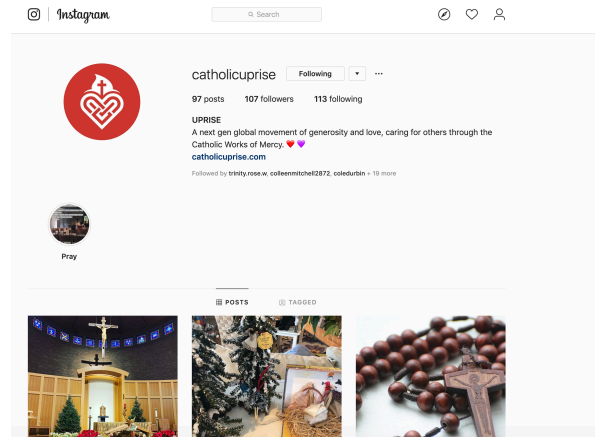 Instagram
Search
catholicuprise Following
97 posts 107 followers 113 following
UPRISE
A next gen global movement of generosity and love, caring for others through the
Catholic Works of Mercy. ❤️ 💜
catholicuprise.com
Followed by trinity.rose.w, colleenmitchell2872, coledurbin + 19 more
Pray
POSTS TAGGED